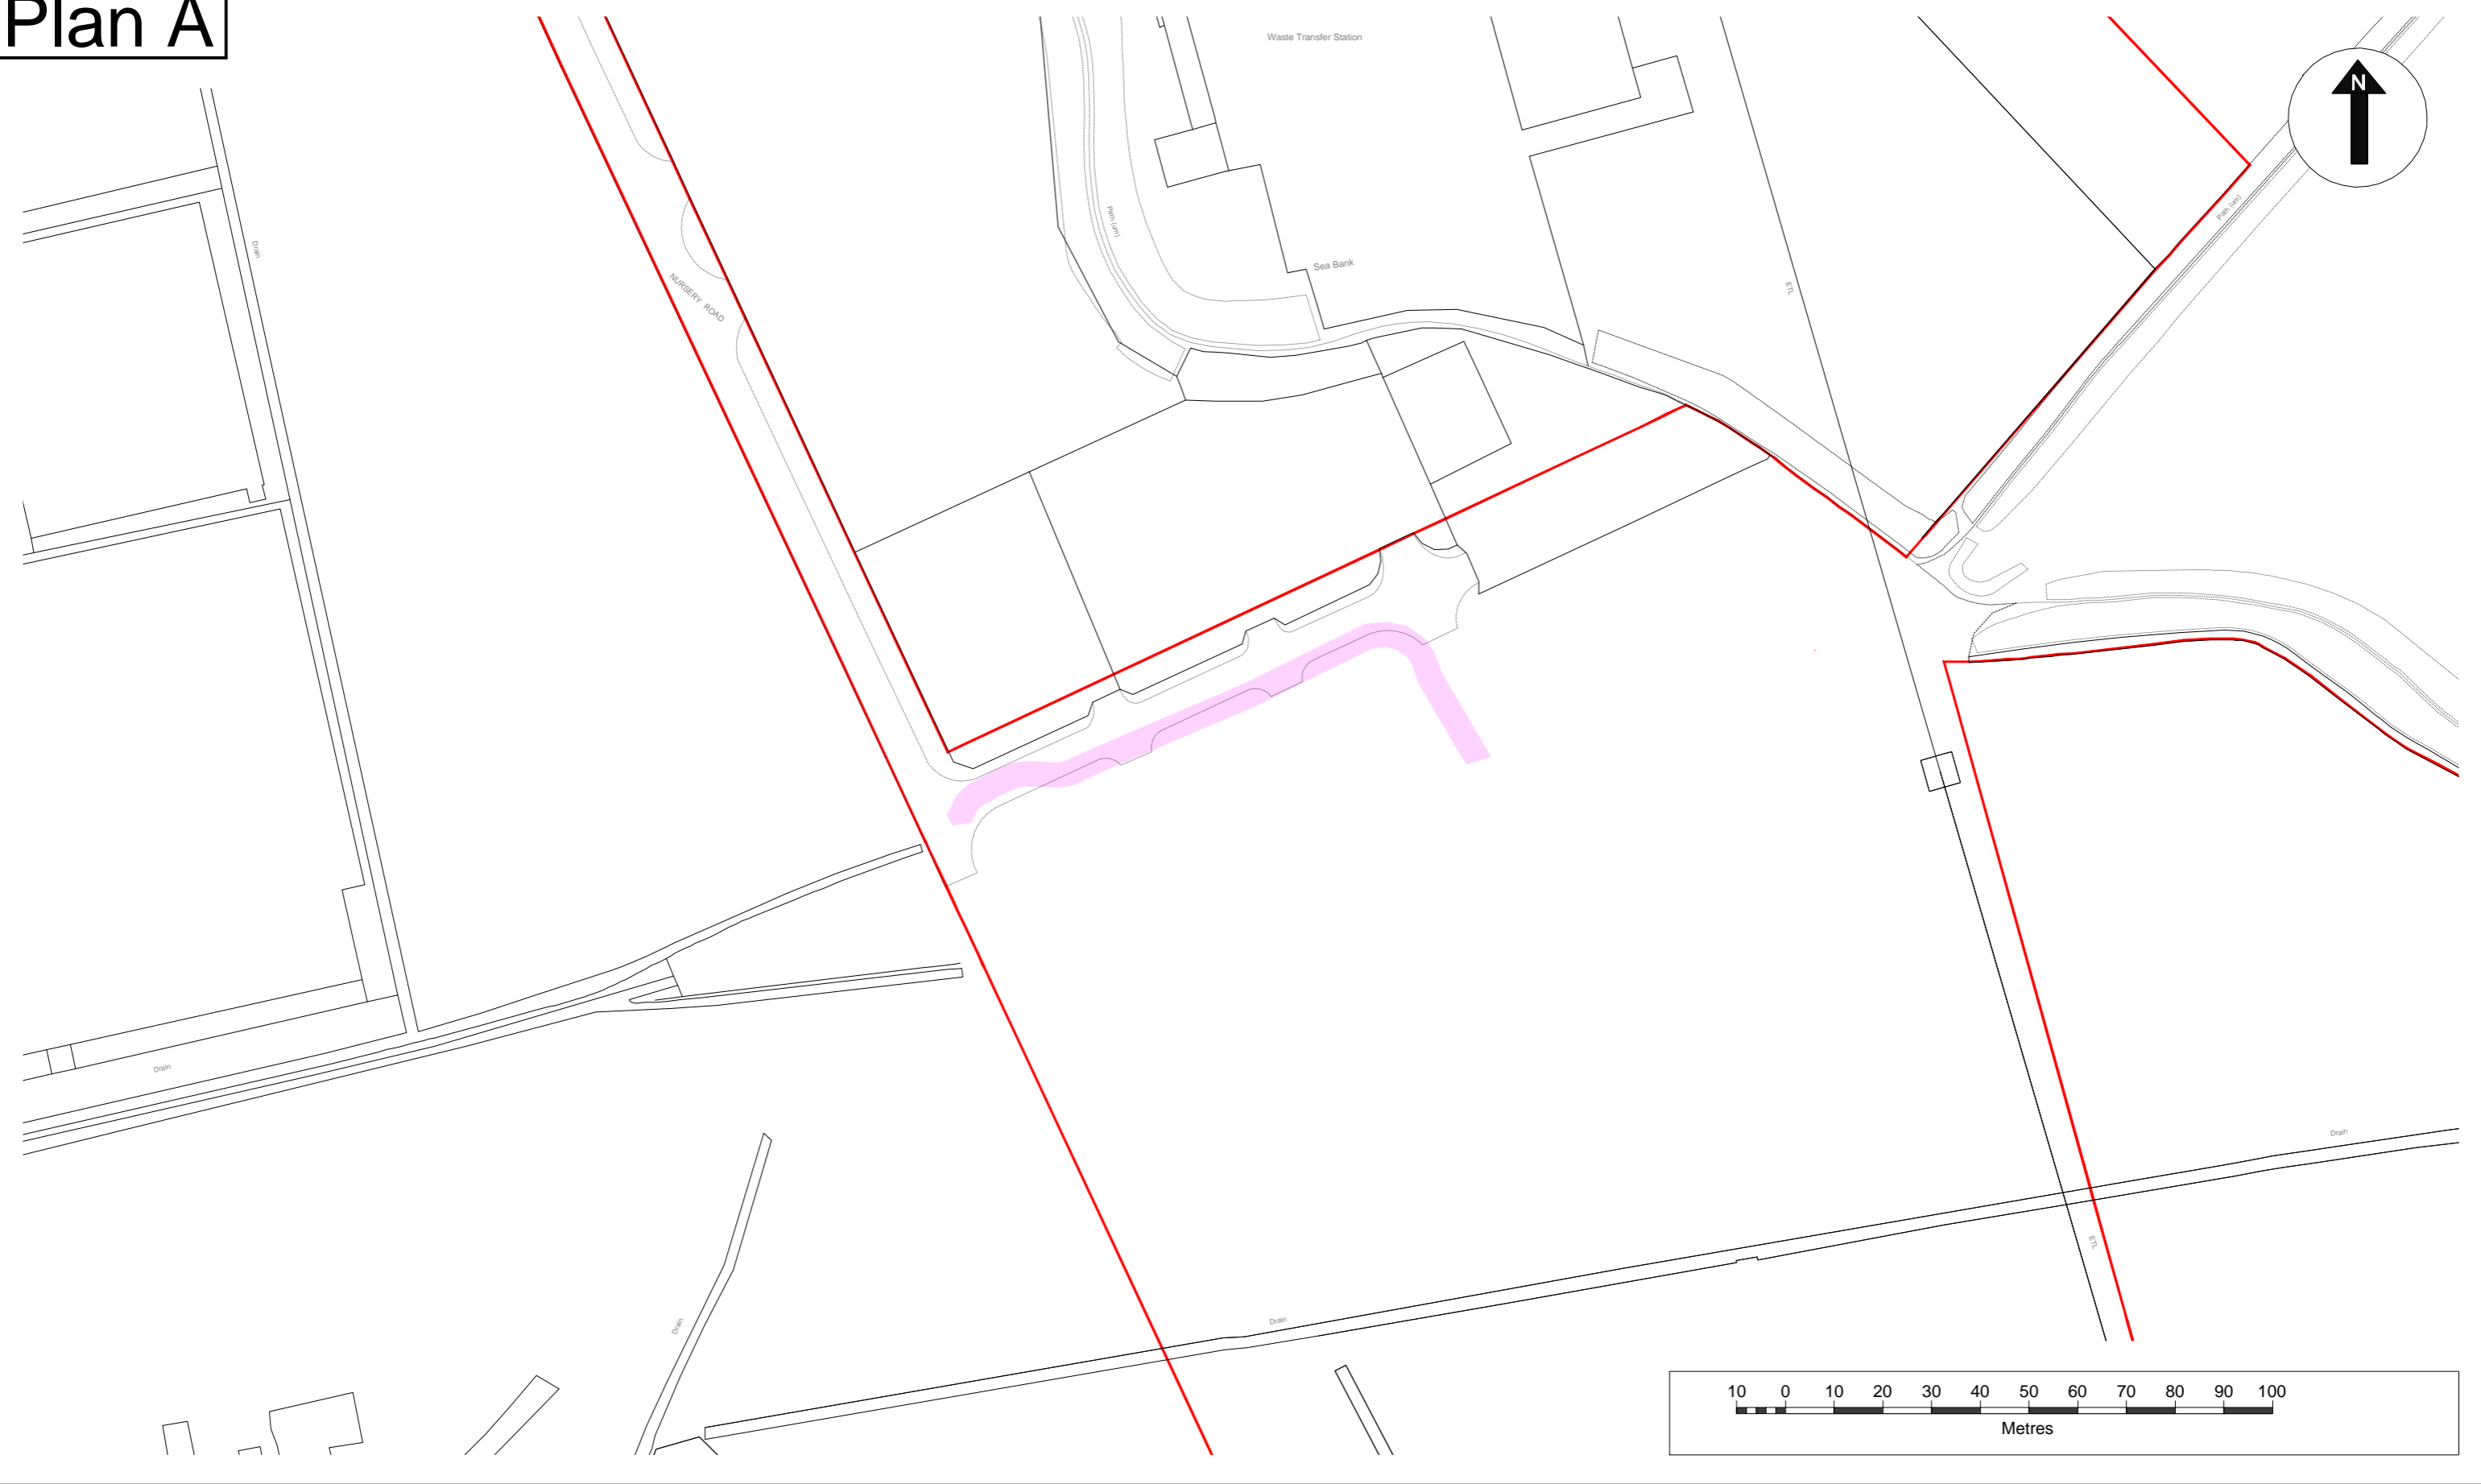 Plan A
Waste Transfer Station
N
Path (um)
Path (um)
Drain
Sea Bank
NURSERY ROAD
ETL
Drain
Drain
ETL
Drain
Drain
10 0 10 20 30 40 50 60 70 80 90 100
Metres